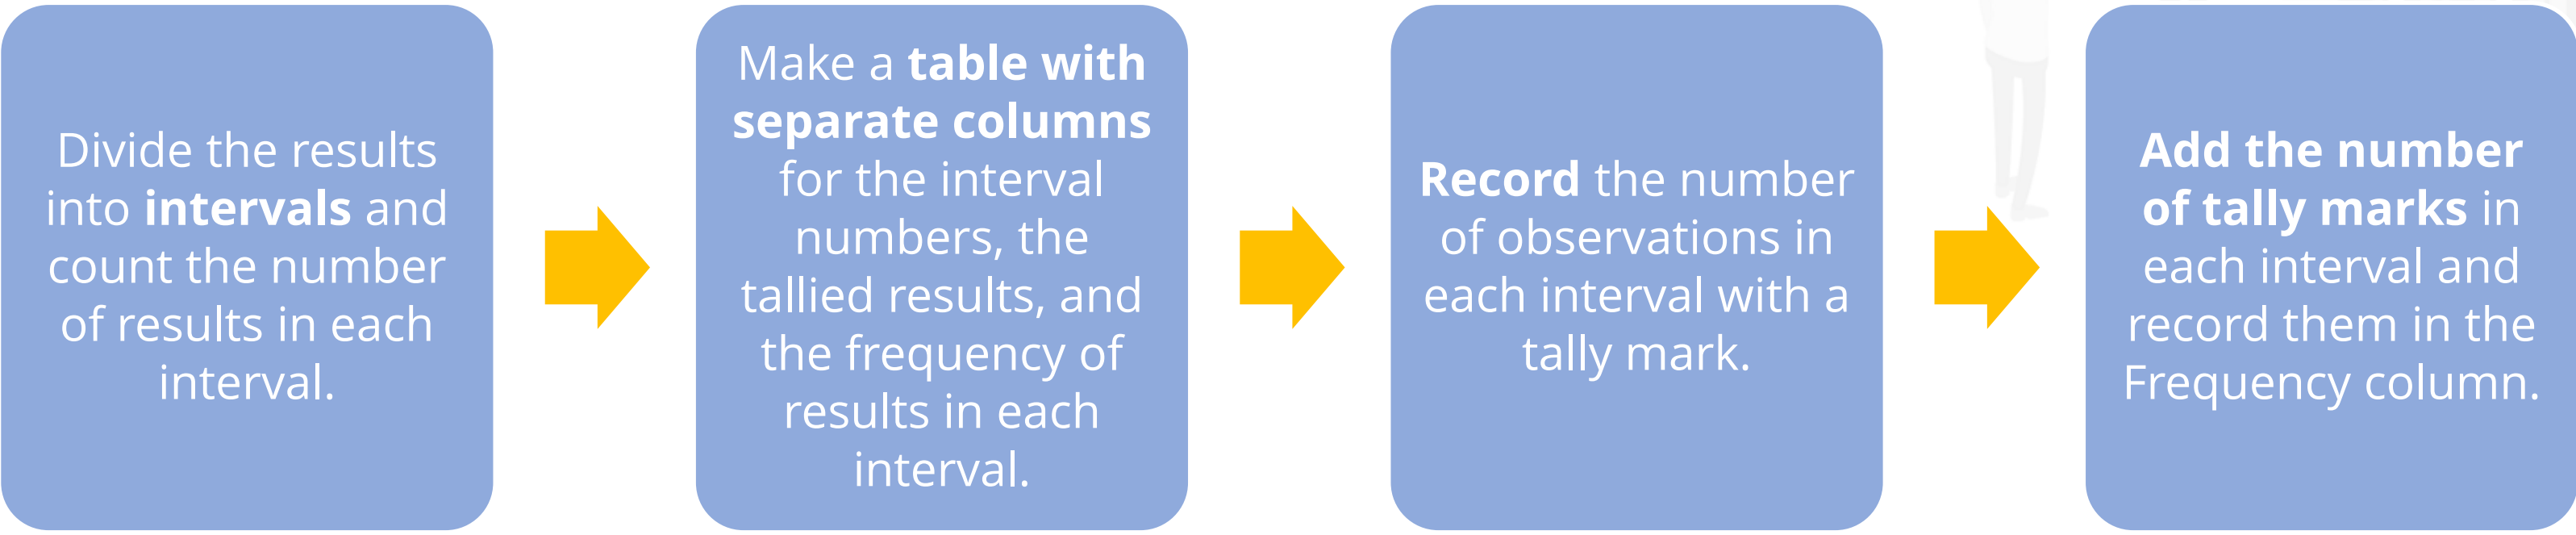 Divide the results
into intervals and
count the number
of results in each
interval.
Make a table with
separate columns
for the interval
numbers, the
tallied results, and
the frequency of
results in each
interval.
Record the number
of observations in
each interval with a
tally mark.
Add the number
of tally marks in
each interval and
record them in the
Frequency column.